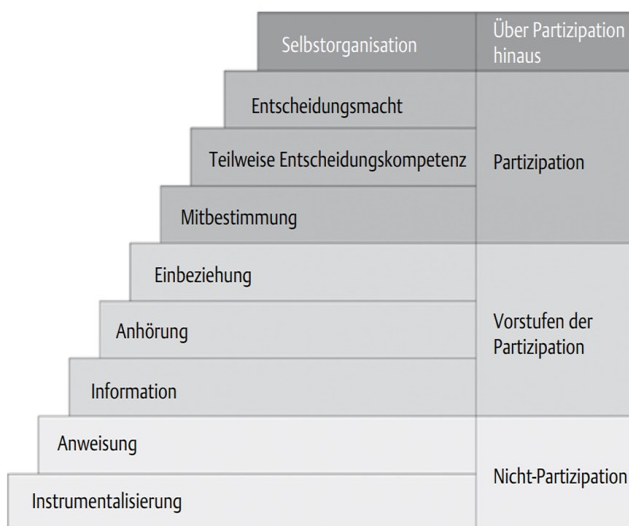 Selbstorganisation
Über Partizipation
hinaus
Entscheidungsmacht
Teilweise Entscheidungskompetenz
Partizipation
Mitbestimmung
Einbeziehung
Anhörung
Vorstufen der
Partizipation
Information
Anweisung
Nicht-Partizipation
Instrumentalisierung